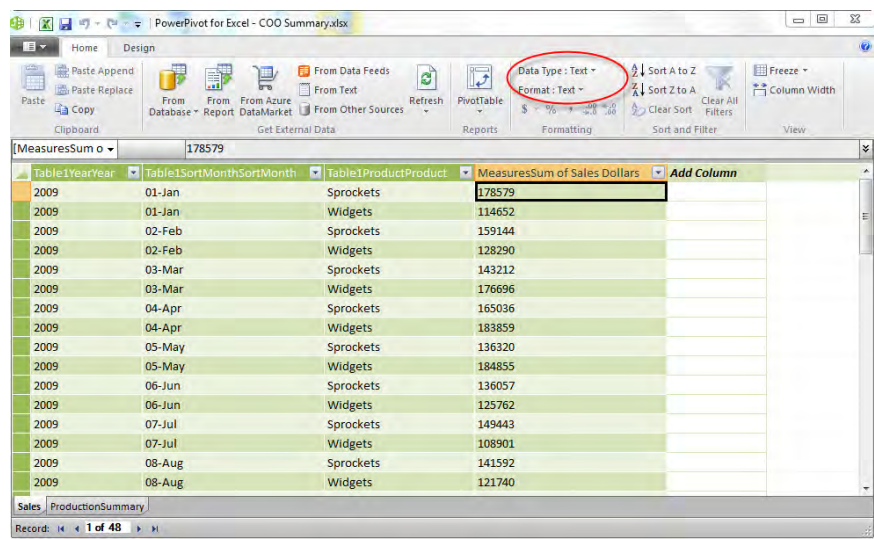 PowerPivot for Excel - COO Summary.xlsx
Home Design
Paste
Paste Append
Paste Replace
Copy
Clipboard
From Database
From Report
From Azure DataMarket
From Data Feeds
From Text
From Other Sources
Refresh
Get External Data
PivotTable
Reports
Data Type : Text
Format : Text
$ %
Formatting
Sort A to Z
Sort Z to A
Clear Sort
Clear All Filters
Sort and Filter
Freeze
Column Width
View
[MeasuresSum o 178579
Table1YearYear Table1SortMonthSortMonth Table1ProductProduct MeasuresSum of Sales Dollars Add Column
2009 01-Jan Sprockets 178579
2009 01-Jan Widgets 114652
2009 02-Feb Sprockets 159144
2009 02-Feb Widgets 128290
2009 03-Mar Sprockets 143212
2009 03-Mar Widgets 176696
2009 04-Apr Sprockets 165036
2009 04-Apr Widgets 183859
2009 05-May Sprockets 136320
2009 05-May Widgets 184855
2009 06-Jun Sprockets 136057
2009 06-Jun Widgets 125762
2009 07-Jul Sprockets 149443
2009 07-Jul Widgets 108901
2009 08-Aug Sprockets 141592
2009 08-Aug Widgets 121740
Sales ProductionSummary
Record: 1 of 48